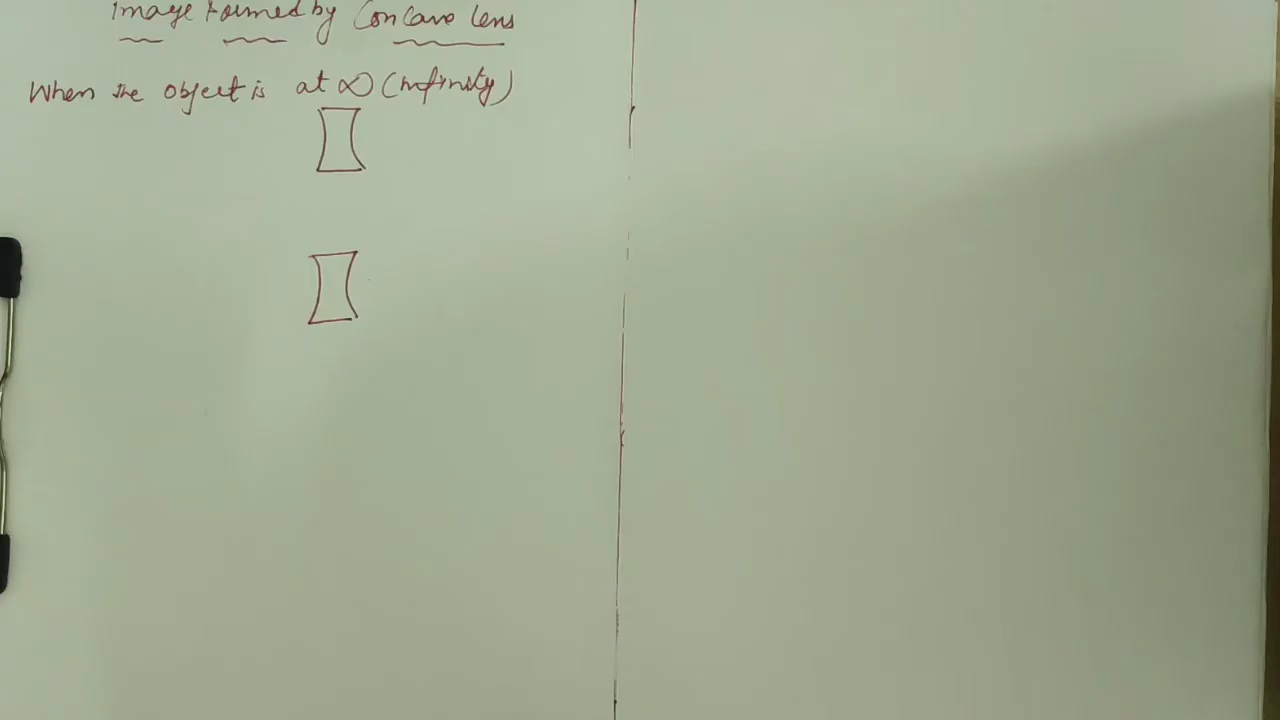 Image Formed by Concave lens
When the object is at ∞ (infinity)